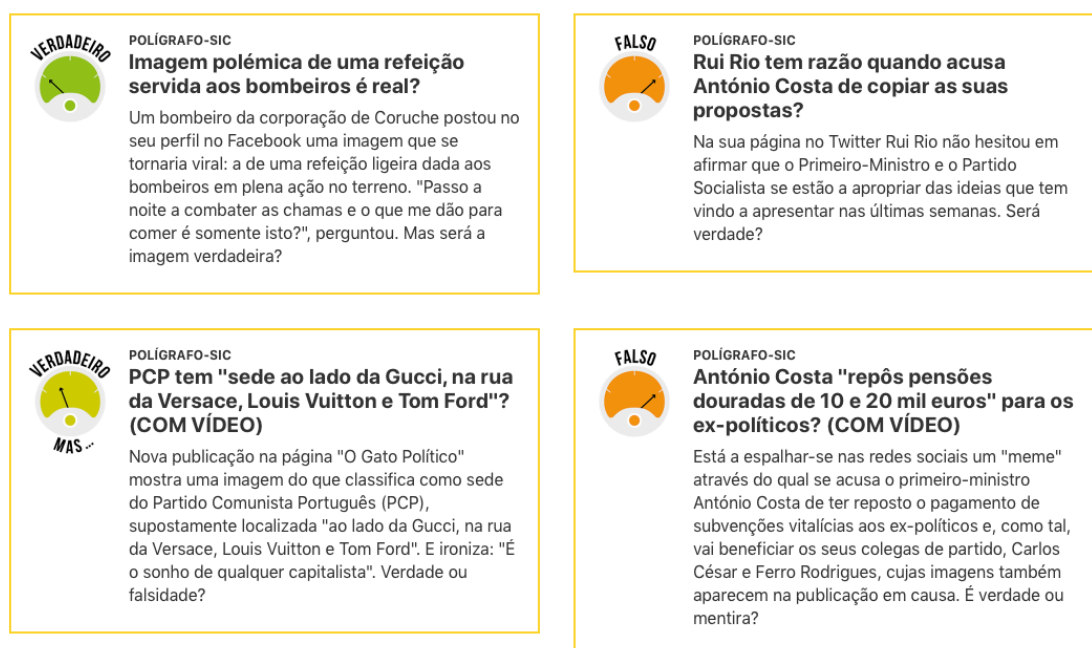 VERDADEIRO
POLÍGRAFO-SIC
Imagem polémica de uma refeição
servida aos bombeiros é real?
Um bombeiro da corporação de Coruche postou no
seu perfil no Facebook uma imagem que se
tornaria viral: a de uma refeição ligeira dada aos
bombeiros em plena ação no terreno. "Passo a
noite a combater as chamas e o que me dão para
comer é somente isto?", perguntou. Mas será a
imagem verdadeira?
FALSO
POLÍGRAFO-SIC
Rui Rio tem razão quando acusa
António Costa de copiar as suas
propostas?
Na sua página no Twitter Rui Rio não hesitou em
afirmar que o Primeiro-Ministro e o Partido
Socialista se estão a apropriar das ideias que tem
vindo a apresentar nas últimas semanas. Será
verdade?
VERDADEIRO
MAS...
POLÍGRAFO-SIC
PCP tem "sede ao lado da Gucci, na rua
da Versace, Louis Vuitton e Tom Ford"?
(COM VÍDEO)
Nova publicação na página "O Gato Político"
mostra uma imagem do que classifica como sede
do Partido Comunista Português (PCP),
supostamente localizada "ao lado da Gucci, na rua
da Versace, Louis Vuitton e Tom Ford". E ironiza: "É
o sonho de qualquer capitalista". Verdade ou
falsidade?
FALSO
POLÍGRAFO-SIC
António Costa "repôs pensões
douradas de 10 e 20 mil euros" para os
ex-políticos? (COM VÍDEO)
Está a espalhar-se nas redes sociais um "meme"
através do qual se acusa o primeiro-ministro
António Costa de ter reposto o pagamento de
subvenções vitalícias aos ex-políticos e, como tal,
vai beneficiar os seus colegas de partido, Carlos
César e Ferro Rodrigues, cujas imagens também
aparecem na publicação em causa. É verdade ou
mentira?